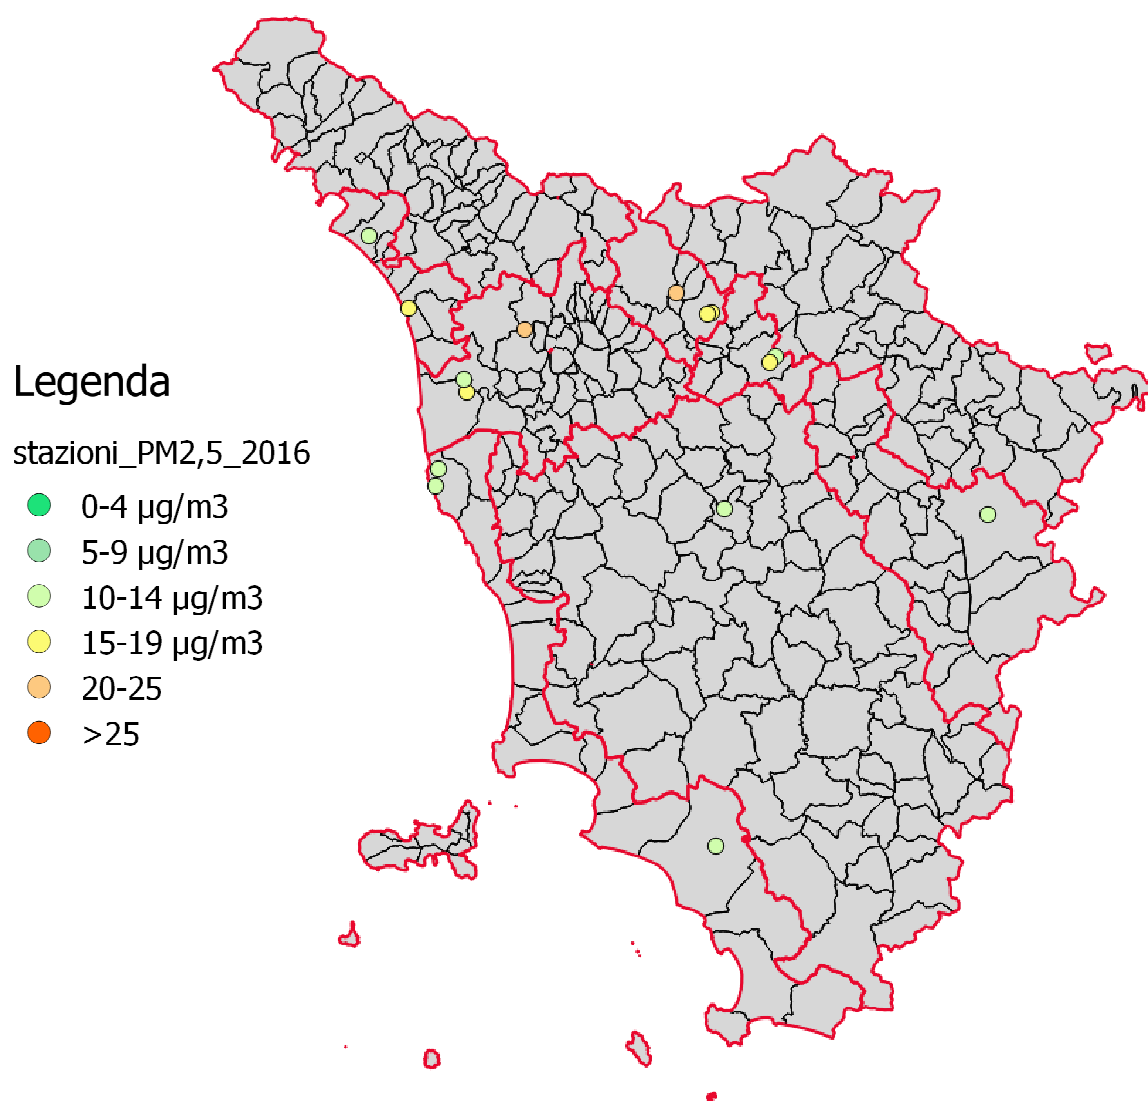 Legenda
stazioni_PM2,5_2016
0-4 µg/m3
5-9 µg/m3
10-14 µg/m3
15-19 µg/m3
20-25
>25